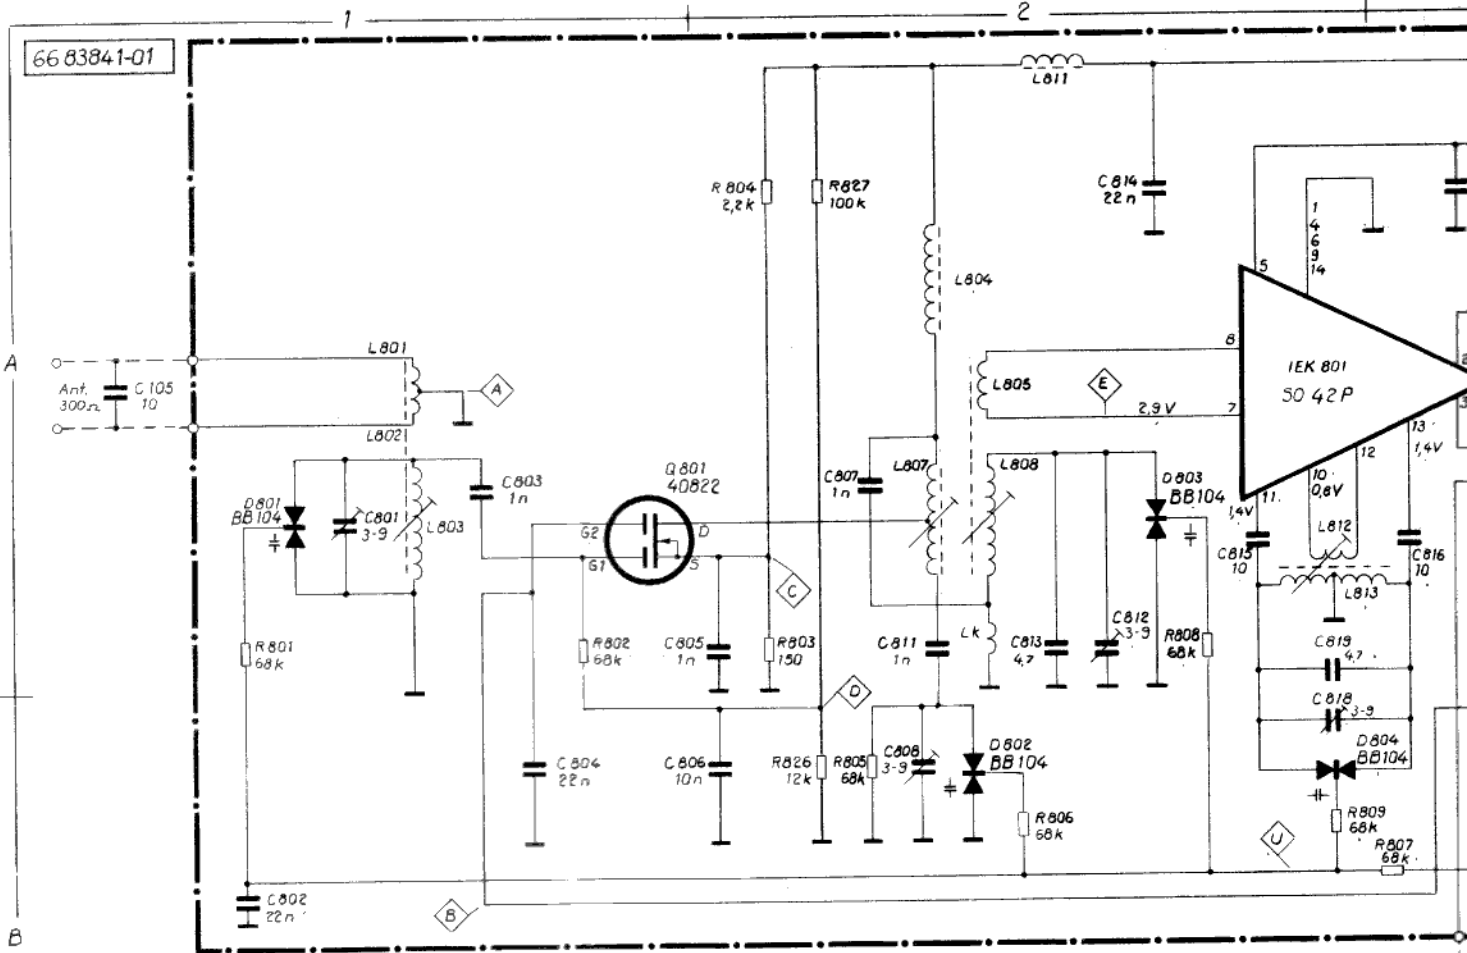 1
2
66 83841-01
L811
R804
2,2k
R827
100k
C814
22n
1
4
6
9
14
5
L804
A
L801
Ant.
300Ω
C105
10
A
L802
L805
E
2,9V
8
7
IEK 801
SO 42P
2
3
13
1,4V
12
10
0,8V
11
1,4V
D801
BB104
C801
3-9
L803
C803
1n
Q801
40822
G2
G1
D
S
C807
1n
L807
L808
D803
BB104
L812
C815
10
C816
10
L813
C
R801
68k
R802
68k
C805
1n
R803
150
C811
1n
Lk
C813
4,7
C812
3-9
R808
68k
C819
4,7
C818
3-9
D
C804
22n
C806
10n
R826
12k
R805
68k
C808
3-9
D802
BB104
D804
BB104
R806
68k
R809
68k
U
R807
68k
C802
22n
B
B